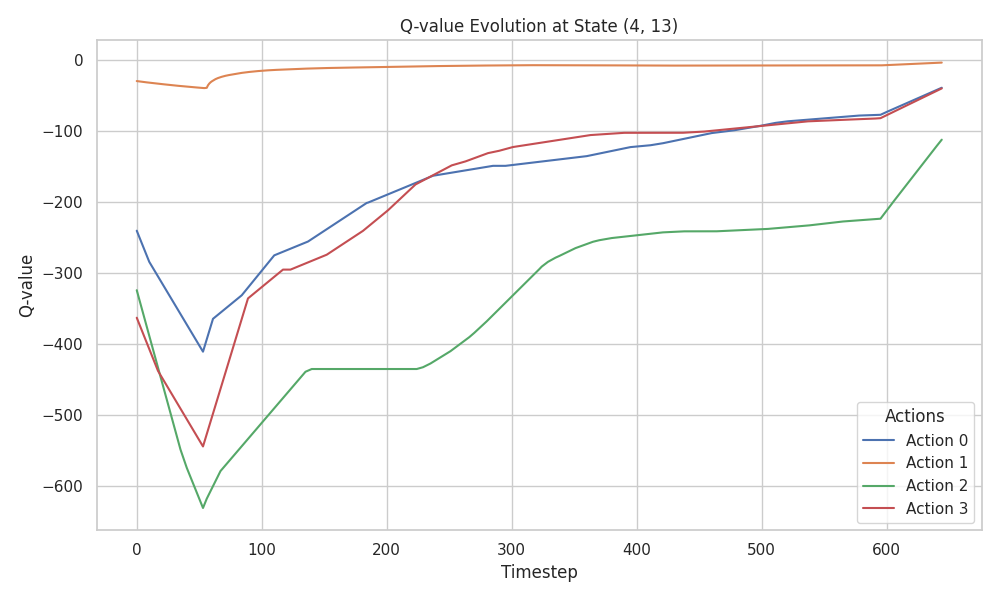 Q-value Evolution at State (4, 13)
Q-value
0
−100
−200
−300
−400
−500
−600
0
100
200
300
400
500
600
Timestep
Actions
Action 0
Action 1
Action 2
Action 3